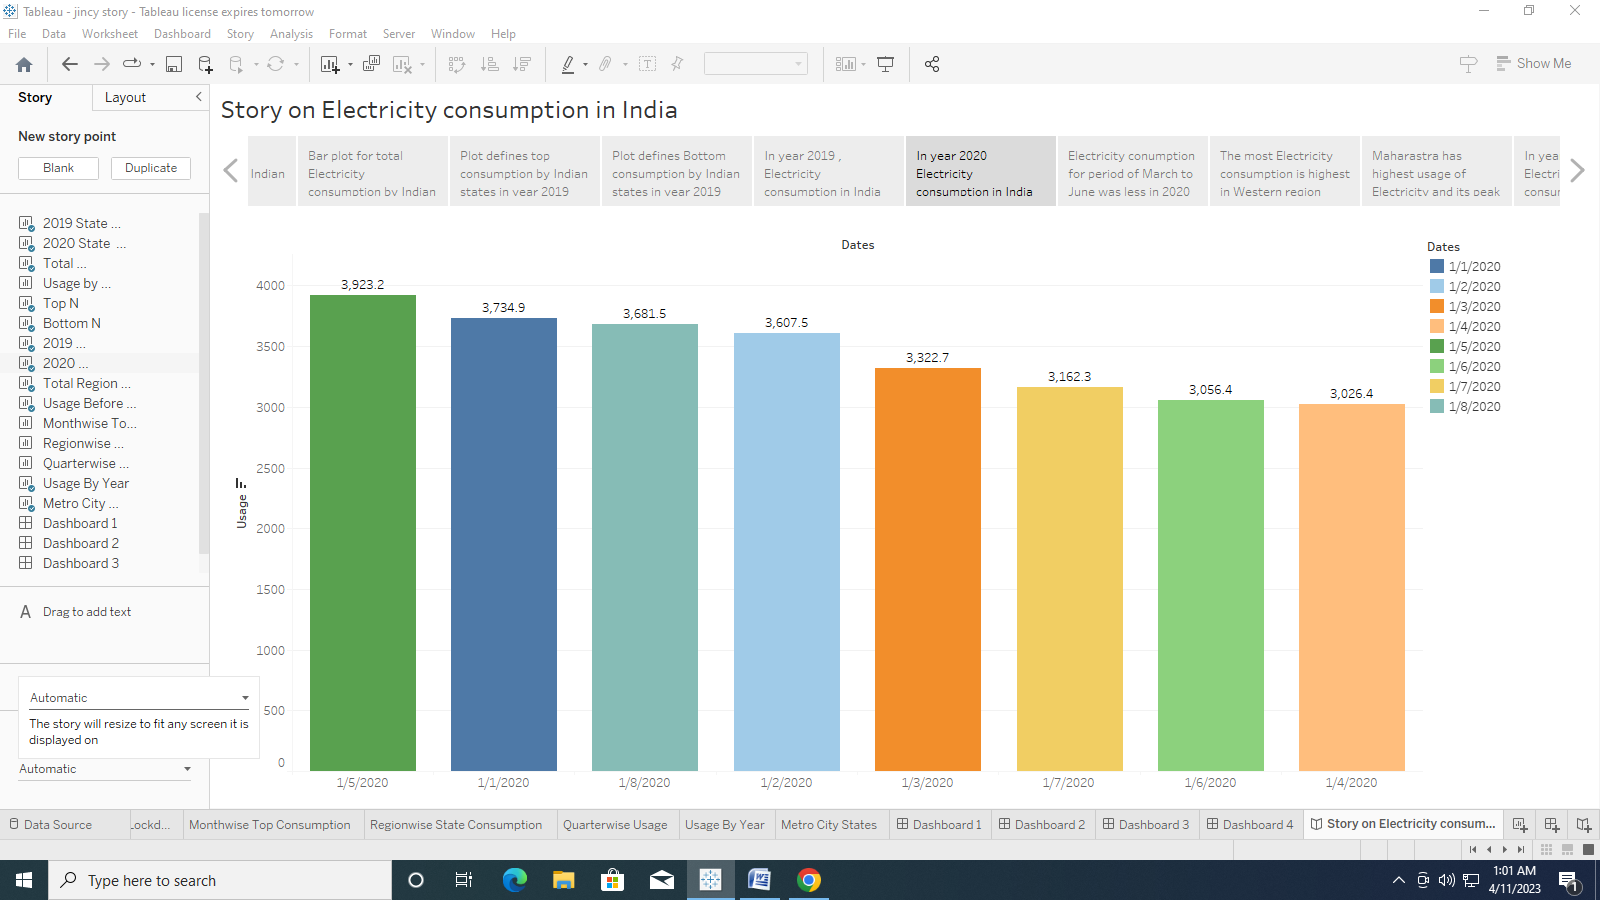 Tableau - jincy story - Tableau license expires tomorrow
File Data Worksheet Dashboard Story Analysis Format Server Window Help
Show Me
Story Layout
New story point
Blank Duplicate
2019 State ...
2020 State ...
Total ...
Usage by ...
Top N
Bottom N
2019 ...
2020 ...
Total Region ...
Usage Before ...
Monthwise To...
Regionwise ...
Quarterwise ...
Usage By Year
Metro City ...
Dashboard 1
Dashboard 2
Dashboard 3
A Drag to add text
Automatic
The story will resize to fit any screen it is
displayed on
Automatic
Story on Electricity consumption in India
Indian
Bar plot for total
Electricity
consumption by Indian
Plot defines top
consumption by Indian
states in year 2019
Plot defines Bottom
consumption by Indian
states in year 2019
In year 2019 ,
Electricity
consumption in India
In year 2020
Electricity
consumption in India
Electricity conumption
for period of March to
June was less in 2020
The most Electricity
consumption is highest
in Western region
Maharastra has
highest usage of
Electricity and its peak
In yea
Electri
consur
Dates
Usage
4000
3500
3000
2500
2000
1500
1000
500
0
3,923.2
3,734.9
3,681.5
3,607.5
3,322.7
3,162.3
3,056.4
3,026.4
1/5/2020 1/1/2020 1/8/2020 1/2/2020 1/3/2020 1/7/2020 1/6/2020 1/4/2020
Dates
1/1/2020
1/2/2020
1/3/2020
1/4/2020
1/5/2020
1/6/2020
1/7/2020
1/8/2020
Data Source Lockd... Monthwise Top Consumption Regionwise State Consumption Quarterwise Usage Usage By Year Metro City States Dashboard 1 Dashboard 2 Dashboard 3 Dashboard 4 Story on Electricity consum...
Type here to search
1:01 AM
4/11/2023
1